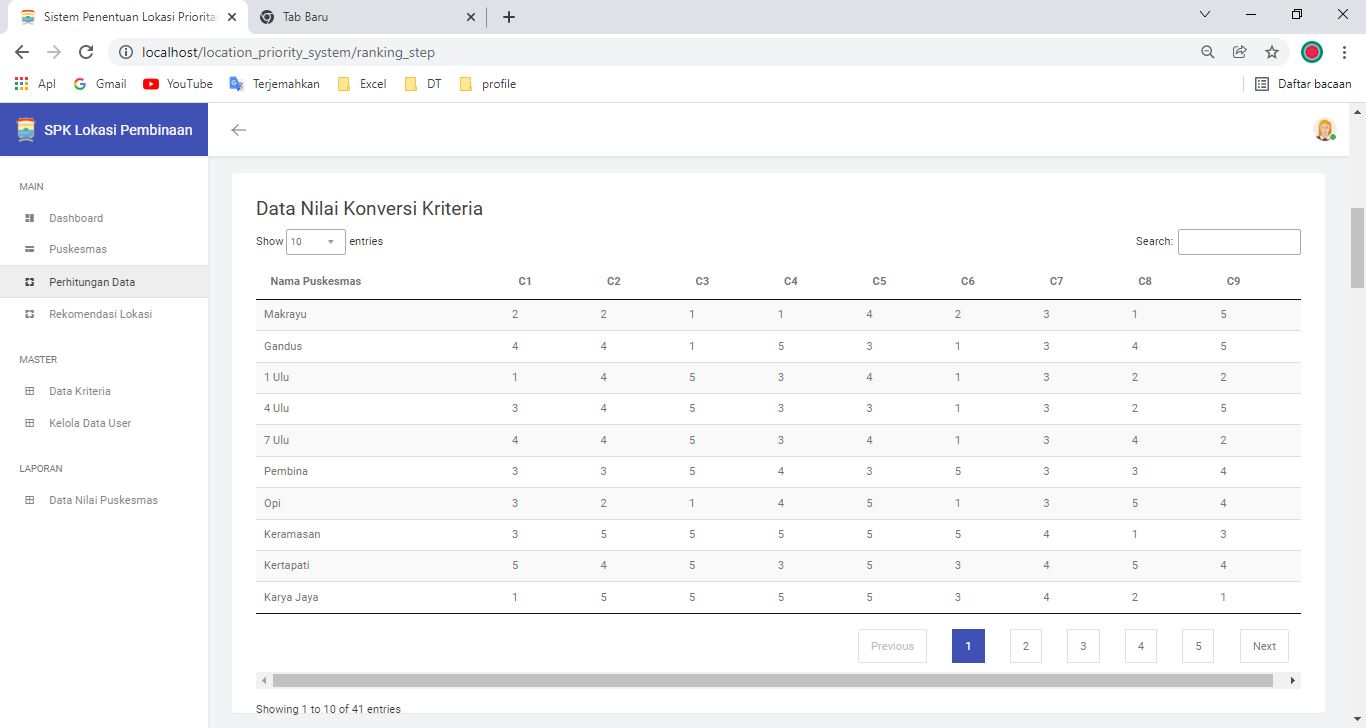 Sistem Penentuan Lokasi Priorita
Tab Baru
localhost/location_priority_system/ranking_step
Apl Gmail YouTube Terjemahkan Excel DT profile Daftar bacaan
SPK Lokasi Pembinaan
MAIN
Dashboard
Puskesmas
Perhitungan Data
Rekomendasi Lokasi
MASTER
Data Kriteria
Kelola Data User
LAPORAN
Data Nilai Puskesmas
Data Nilai Konversi Kriteria
Show 10 entries Search:
Nama Puskesmas C1 C2 C3 C4 C5 C6 C7 C8 C9
Makrayu 2 2 1 1 4 2 3 1 5
Gandus 4 4 1 5 3 1 3 4 5
1 Ulu 1 4 5 3 4 1 3 2 2
4 Ulu 3 4 5 3 3 1 3 2 5
7 Ulu 4 4 5 3 4 1 3 4 2
Pembina 3 3 5 4 3 5 3 3 4
Opi 3 2 1 4 5 1 3 5 4
Keramasan 3 5 5 5 5 5 4 1 3
Kertapati 5 4 5 3 5 3 4 5 4
Karya Jaya 1 5 5 5 5 3 4 2 1
Previous 1 2 3 4 5 Next
Showing 1 to 10 of 41 entries